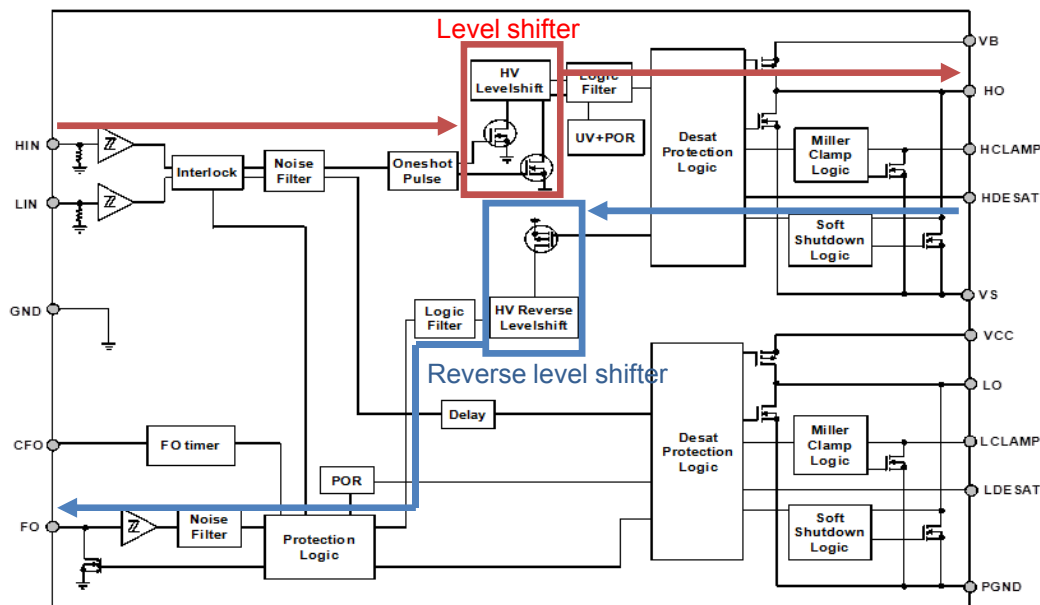 Level shifter
VB
HV
Levelshift
Logic
Filter
HO
UV+POR
Desat
Protection
Logic
HIN
Interlock
Noise
Filter
Oneshot
Pulse
Miller
Clamp
Logic
HCLAMP
LIN
HDESAT
Soft
Shutdown
Logic
GND
Logic
Filter
HV Reverse
Levelshift
VS
VCC
Reverse level shifter
LO
Delay
CFO
FO timer
Desat
Protection
Logic
Miller
Clamp
Logic
LCLAMP
POR
LDESAT
FO
Noise
Filter
Protection
Logic
Soft
Shutdown
Logic
PGND